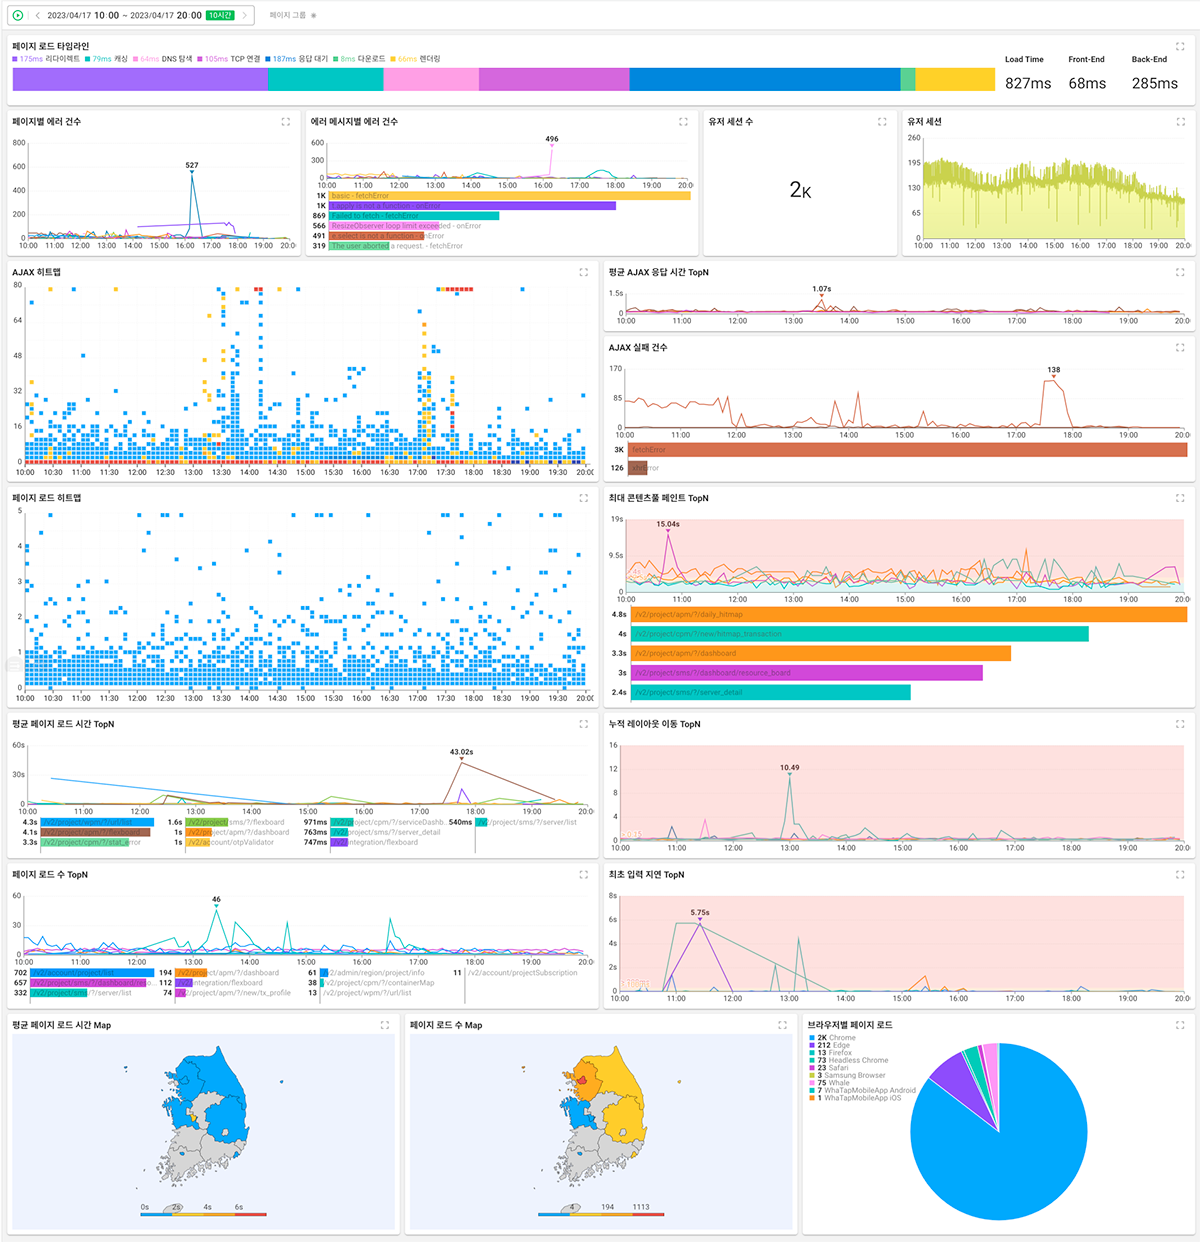 2023/04/17 10:00 ~ 2023/04/17 20:00 10시간 페이지 그룹 ✱
페이지 로드 타임라인
175ms 리다이렉트 79ms 캐싱 64ms DNS 탐색 105ms TCP 연결 187ms 응답 대기 8ms 다운로드 66ms 렌더링
Load Time Front-End Back-End
827ms 68ms 285ms
페이지별 에러 건수
800
600
400
200
0
527
10:00 11:00 12:00 13:00 14:00 15:00 16:00 17:00 18:00 19:00 20:0
에러 메시지별 에러 건수
600
300
0
496
10:00 11:00 12:00 13:00 14:00 15:00 16:00 17:00 18:00 19:00 20:0
1K basic - fetchError
1K t.apply is not a function - onError
869 Failed to fetch - fetchError
566 ResizeObserver loop limit exceeded - onError
491 e.select is not a function - onError
319 The user aborted a request. - fetchError
유저 세션 수
2K
유저 세션
260
195
130
65
0
10:00 11:00 12:00 13:00 14:00 15:00 16:00 17:00 18:00 19:00 20:00
AJAX 히트맵
80
64
48
32
16
0
10:00 10:30 11:00 11:30 12:00 12:30 13:00 13:30 14:00 14:30 15:00 15:30 16:00 16:30 17:00 17:30 18:00 18:30 19:00 19:30 20:00
평균 AJAX 응답 시간 TopN
1.5s
0
1.07s
10:00 11:00 12:00 13:00 14:00 15:00 16:00 17:00 18:00 19:00 20:0
AJAX 실패 건수
170
85
0
138
10:00 11:00 12:00 13:00 14:00 15:00 16:00 17:00 18:00 19:00 20:0
3K fetchError
126 xhrError
페이지 로드 히트맵
5
4
3
2
1
0
10:00 10:30 11:00 11:30 12:00 12:30 13:00 13:30 14:00 14:30 15:00 15:30 16:00 16:30 17:00 17:30 18:00 18:30 19:00 19:30 20:00
최대 콘텐츠풀 페인트 TopN
19s
9.5s
0
15.04s
4s
10:00 11:00 12:00 13:00 14:00 15:00 16:00 17:00 18:00 19:00 20:0
4.8s /v2/project/apm/?/daily_hitmap
4s /v2/project/cpm/?/new/hitmap_transaction
3.3s /v2/project/apm/?/dashboard
3s /v2/project/sms/?/dashboard/resource_board
2.4s /v2/project/sms/?/server_detail
평균 페이지 로드 시간 TopN
60s
30s
0
43.02s
10:00 11:00 12:00 13:00 14:00 15:00 16:00 17:00 18:00 19:00 20:0
4.3s /v2/project/wpm/?/url/list 1.6s /v2/project/sms/?/flexboard 971ms /v2/project/cpm/?/serviceDashb.. 540ms /v2/project/sms/?/server/list
4.1s /v2/project/apm/?/flexboard 1s /v2/project/apm/?/dashboard 763ms /v2/project/sms/?/server_detail
3.3s /v2/project/cpm/?/stat_error 1s /v2/account/otpValidator 747ms /v2/integration/flexboard
누적 레이아웃 이동 TopN
16
12
8
4
0
10.49
10:00 11:00 12:00 13:00 14:00 15:00 16:00 17:00 18:00 19:00 20:0
페이지 로드 수 TopN
60
30
0
46
10:00 11:00 12:00 13:00 14:00 15:00 16:00 17:00 18:00 19:00 20:0
702 /v2/account/project/list 194 /v2/project/apm/?/dashboard 61 /v2/admin/region/project/info 11 /v2/account/projectSubscription
657 /v2/project/sms/?/dashboard/reso... 112 /v2/integration/flexboard 38 /v2/project/cpm/?/containerMap
332 /v2/project/sms/?/server/list 74 /v2/project/apm/?/new/tx_profile 13 /v2/project/wpm/?/url/list
최초 입력 지연 TopN
8s
6s
4s
2s
0
5.75s
10:00 11:00 12:00 13:00 14:00 15:00 16:00 17:00 18:00 19:00 20:0
평균 페이지 로드 시간 Map
0s 2s 4s 6s
페이지 로드 수 Map
4 194 1113
브라우저별 페이지 로드
2K Chrome
212 Edge
13 Firefox
73 Headless Chrome
23 Safari
3 Samsung Browser
75 Whale
7 WhaTapMobileApp Android
1 WhaTapMobileApp iOS